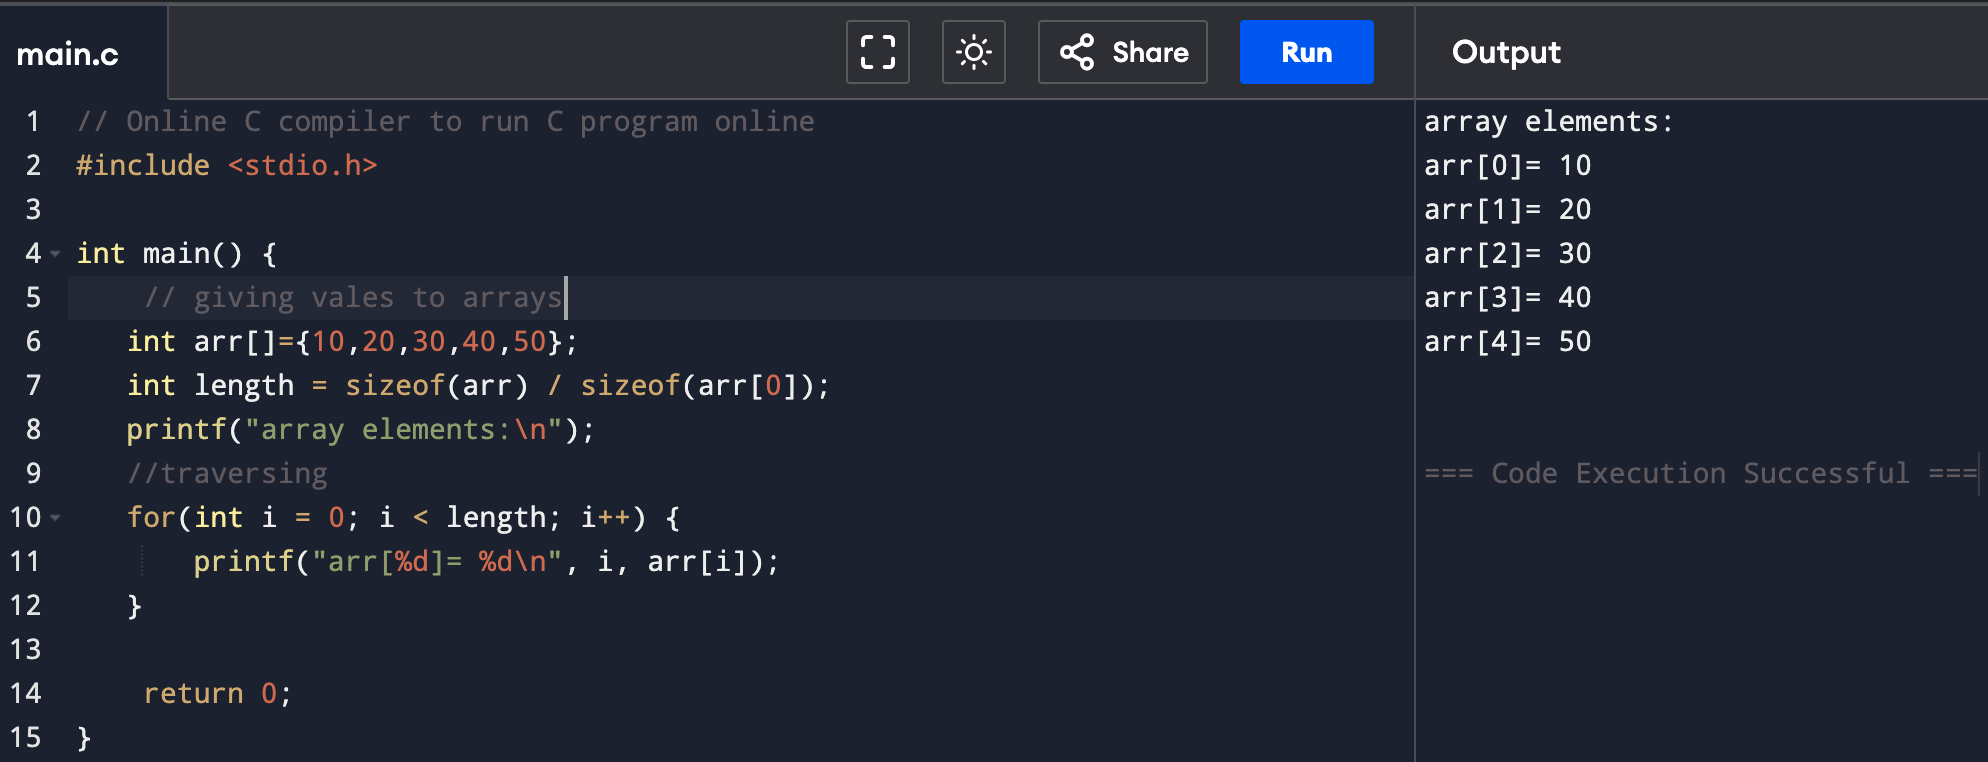 main.c
Share
Run
Output
1 // Online C compiler to run C program online
2 #include <stdio.h>
3
4 int main() {
5     // giving vales to arrays
6    int arr[]={10,20,30,40,50};
7    int length = sizeof(arr) / sizeof(arr[0]);
8    printf("array elements:\n");
9    //traversing
10    for(int i = 0; i < length; i++) {
11        printf("arr[%d]= %d\n", i, arr[i]);
12    }
13
14     return 0;
15 }
array elements:
arr[0]= 10
arr[1]= 20
arr[2]= 30
arr[3]= 40
arr[4]= 50
=== Code Execution Successful ===